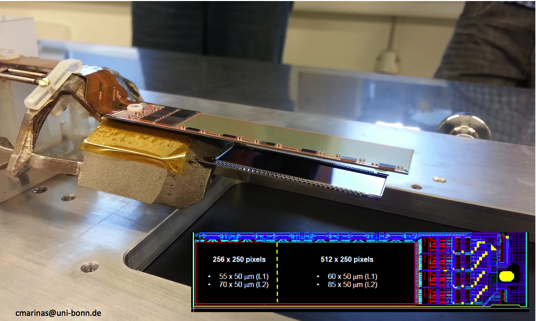 256 x 250 pixels
• 55 x 50 µm (L1)
• 70 x 50 µm (L2)
512 x 250 pixels
• 60 x 50 µm (L1)
• 85 x 50 µm (L2)
cmarinas@uni-bonn.de